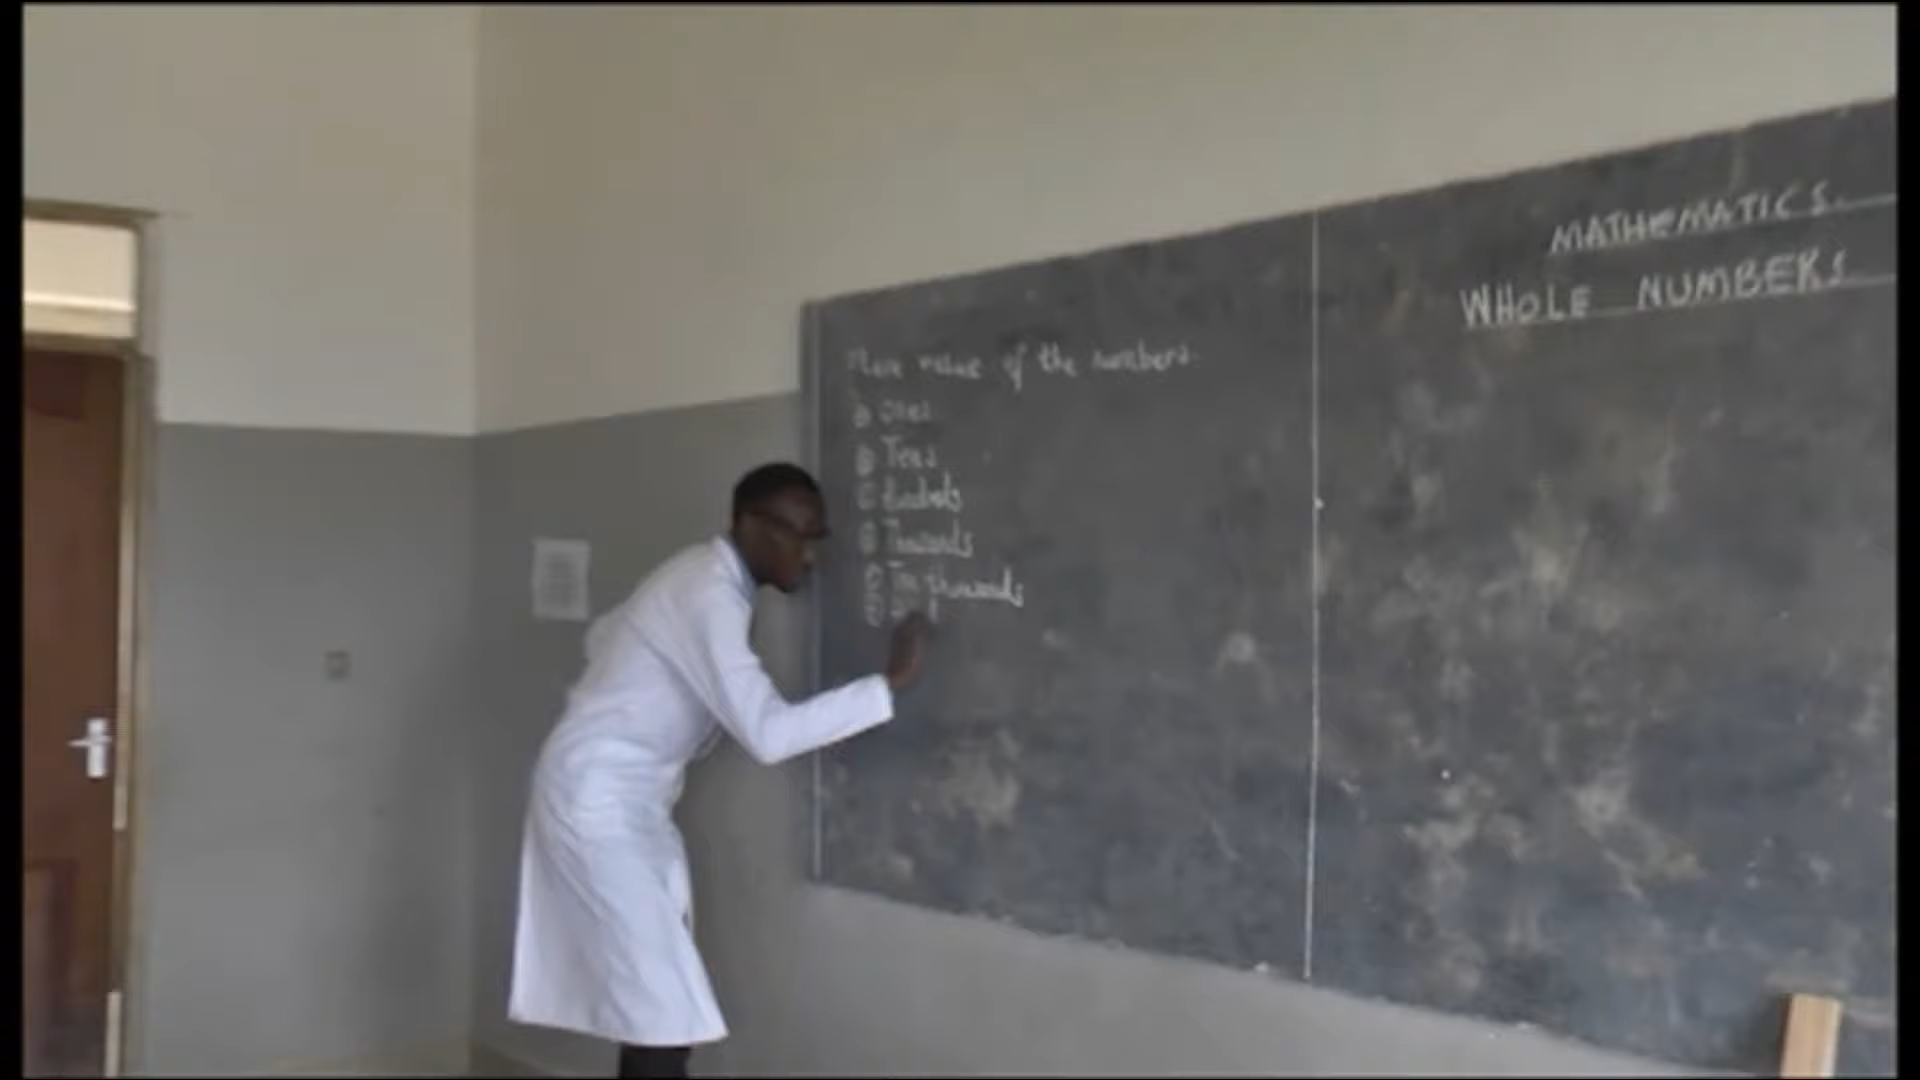 MATHEMATICS.
WHOLE NUMBERS.
Place value of the numbers.
Ones
Tens
Hundreds
Thousands
Ten thousands